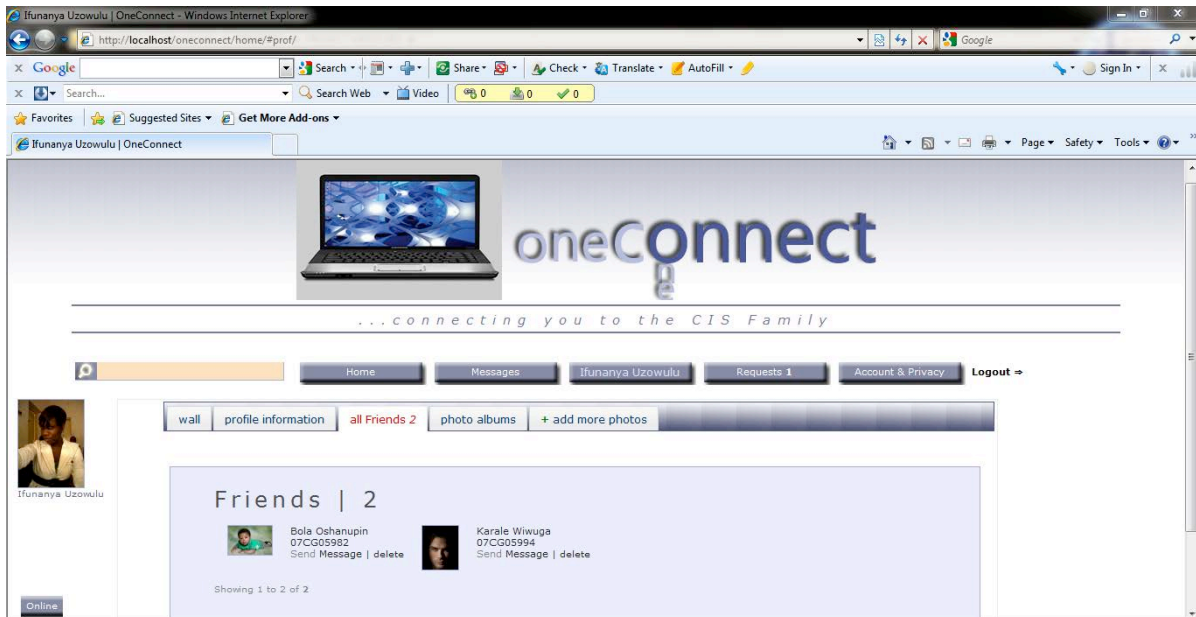 Ifunanya Uzowulu | OneConnect - Windows Internet Explorer
http://localhost/oneconnect/home/#prof/
Google
x Google Search Share Check Translate AutoFill Sign In x
x Search... Search Web Video 0 0 0
Favorites Suggested Sites Get More Add-ons
Ifunanya Uzowulu | OneConnect Page Safety Tools
oneConnect
ne
...connecting you to the CIS Family
Home Messages Ifunanya Uzowulu Requests 1 Account & Privacy Logout ⇒
wall profile information all Friends 2 photo albums + add more photos
Ifunanya Uzowulu
Friends | 2
Bola Oshanupin
07CG05982
Send Message | delete
Karale Wiwuga
07CG05994
Send Message | delete
Showing 1 to 2 of 2
Online